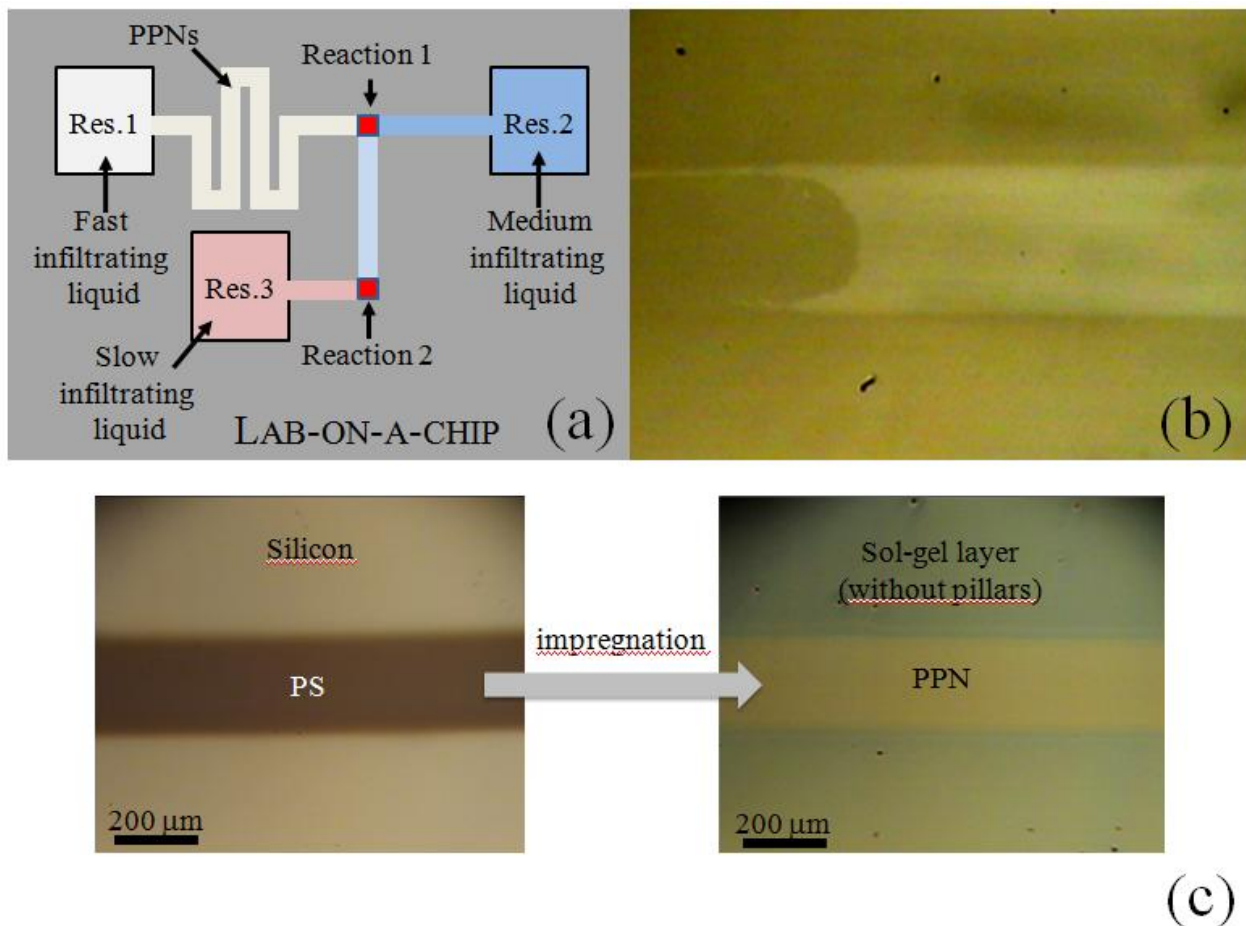 PPNs
Reaction 1
Res.1
Res.2
Fast
infiltrating
liquid
Medium
infiltrating
liquid
Res.3
Slow
infiltrating
liquid
Reaction 2
LAB-ON-A-CHIP
(a)
(b)
Silicon
PS
200 μm
impregnation
Sol-gel layer
(without pillars)
PPN
200 μm
(c)